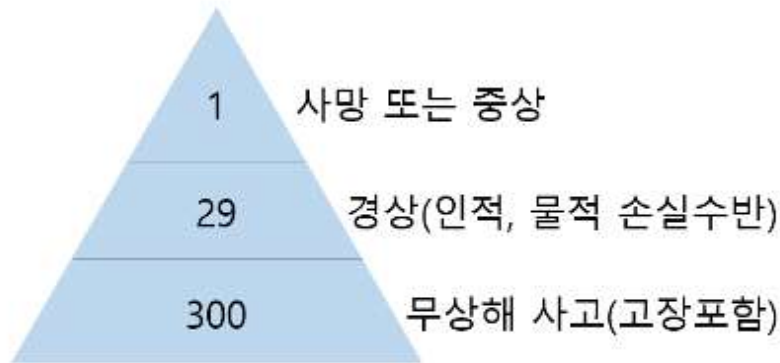 1 사망 또는 중상
29 경상(인적, 물적 손실수반)
300 무상해 사고(고장포함)